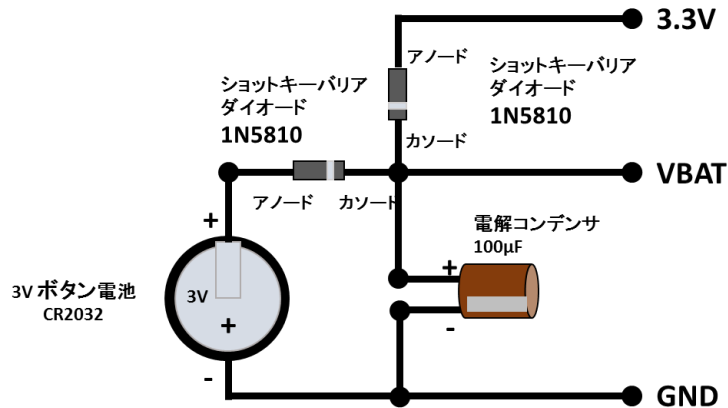 3.3V
アノード
ショットキーバリア
ダイオード
1N5810
カソード
ショットキーバリア
ダイオード
1N5810
アノード
カソード
VBAT
電解コンデンサ
100μF
+
-
+
3V ボタン電池
CR2032
3V
+
-
GND